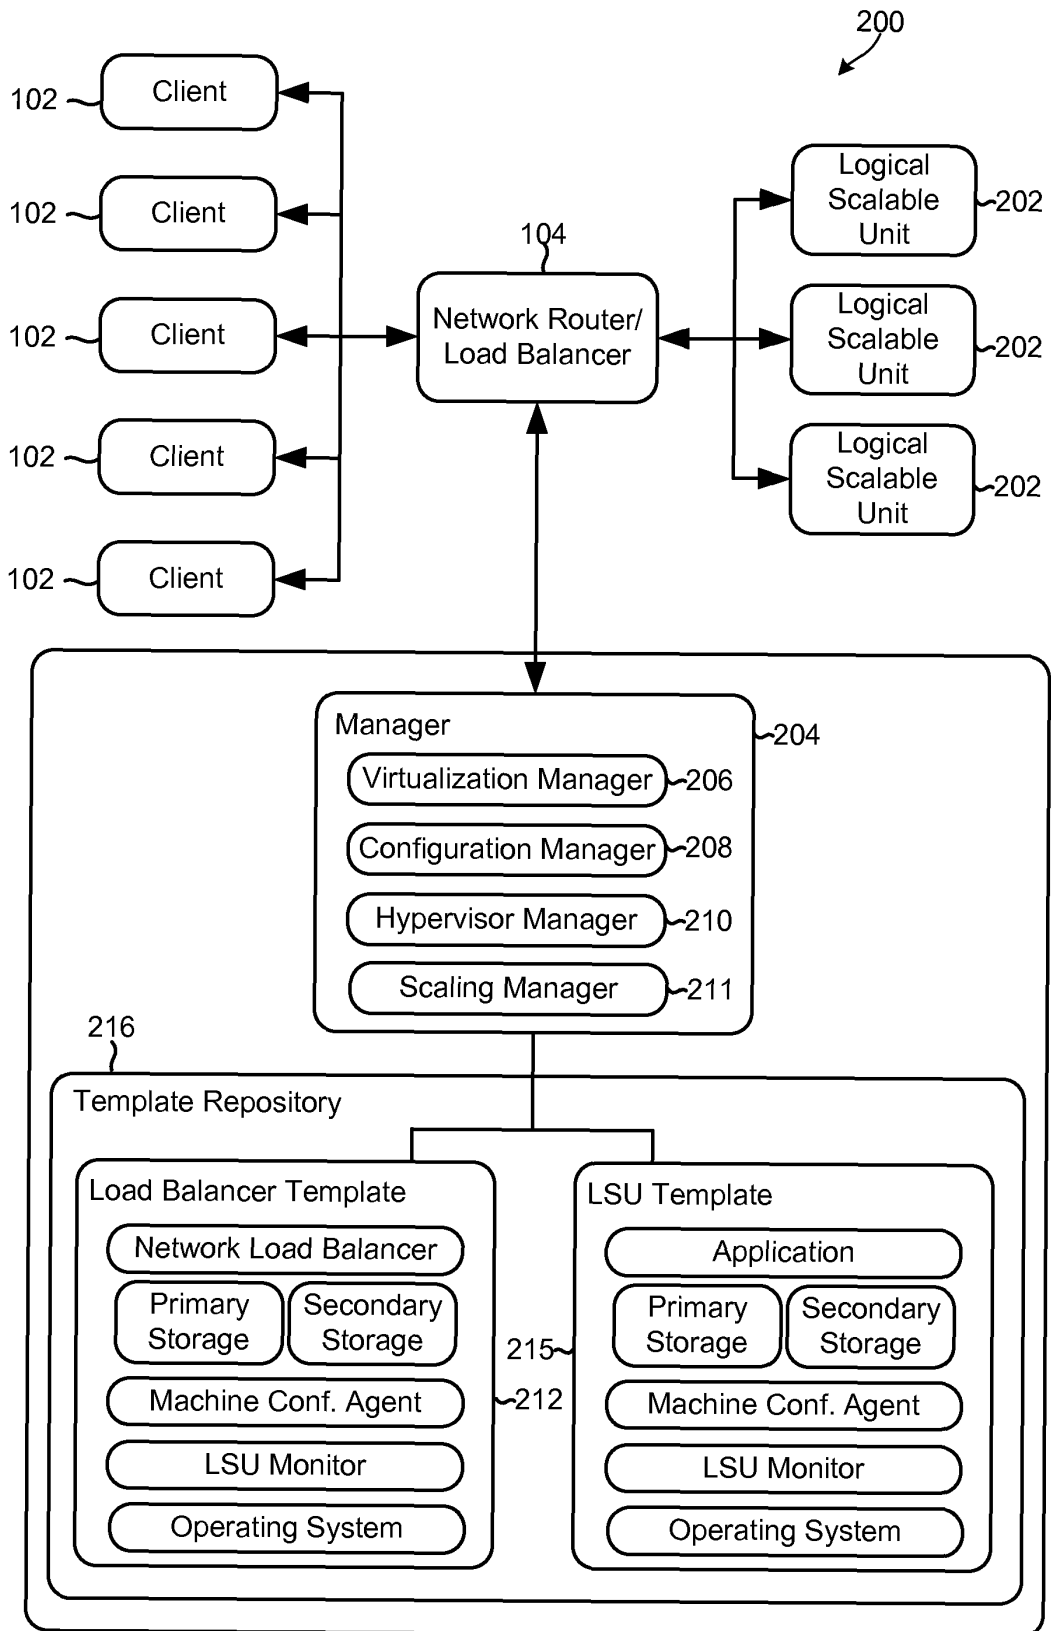 200
102
Client
102
Client
102
Client
102
Client
102
Client
104
Network Router/
Load Balancer
Logical
Scalable
Unit
202
Logical
Scalable
Unit
202
Logical
Scalable
Unit
202
Manager
204
Virtualization Manager
206
Configuration Manager
208
Hypervisor Manager
210
Scaling Manager
211
216
Template Repository
Load Balancer Template
Network Load Balancer
Primary
Storage
Secondary
Storage
212
Machine Conf. Agent
LSU Monitor
Operating System
LSU Template
Application
215
Primary
Storage
Secondary
Storage
Machine Conf. Agent
LSU Monitor
Operating System